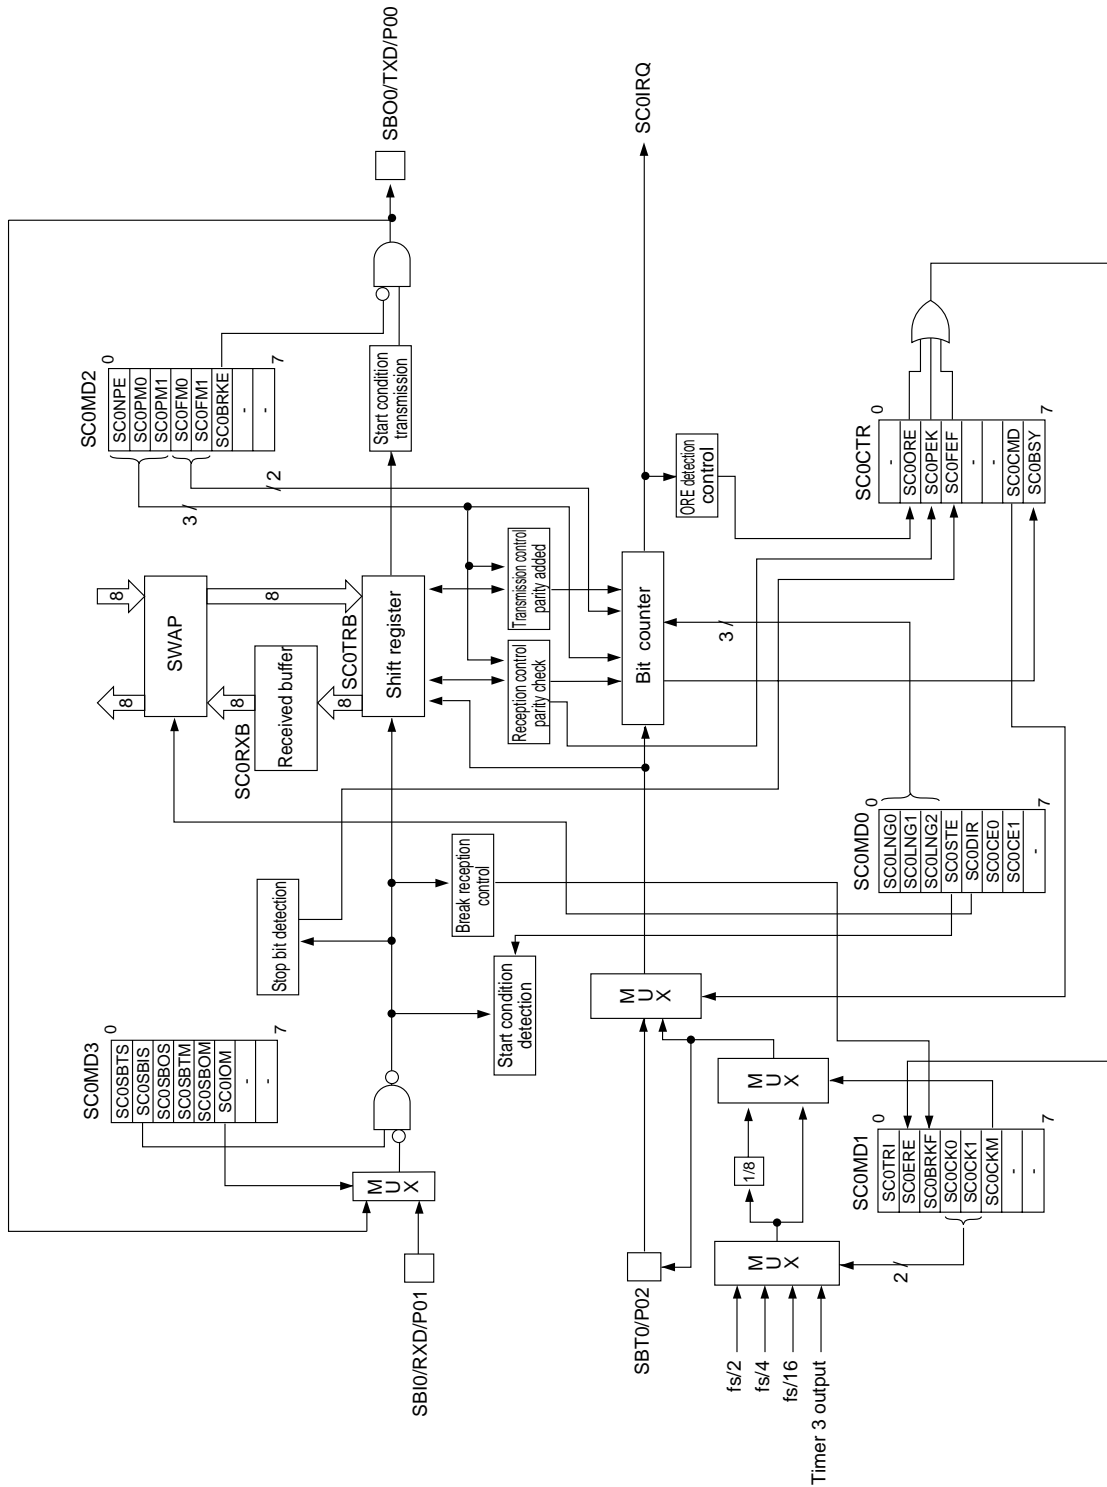 SC0MD3
0
SC0SBTS
SC0SBIS
SC0SBOS
SC0SBTM
SC0SBOM
SC0IOM
-
-
7
SBI0/RXD/P01
MUX
Stop bit detection
Start condition
detection
Break reception
control
SWAP
8
8
8
8
8
SC0RXB
Received buffer
SC0TRB
Shift register
Reception control
parity check
Transmission control
parity added
SC0MD2
0
SC0NPE
SC0PM0
SC0PM1
SC0FM0
SC0FM1
SC0BRKE
-
-
7
3
2
Start condition
transmission
SBO0/TXD/P00
SBT0/P02
MUX
Bit counter
3
ORE detection
control
SC0IRQ
fs/2
fs/4
fs/16
Timer 3 output
MUX
1/8
MUX
2
SC0MD1
0
SC0TRI
SC0ERE
SC0BRKF
SC0CK0
SC0CK1
SC0CKM
-
-
7
SC0MD0
0
SC0LNG0
SC0LNG1
SC0LNG2
SC0STE
SC0DIR
SC0CE0
SC0CE1
-
7
SC0CTR
0
-
SC0ORE
SC0PEK
SC0FEF
-
-
SC0CMD
SC0BSY
7